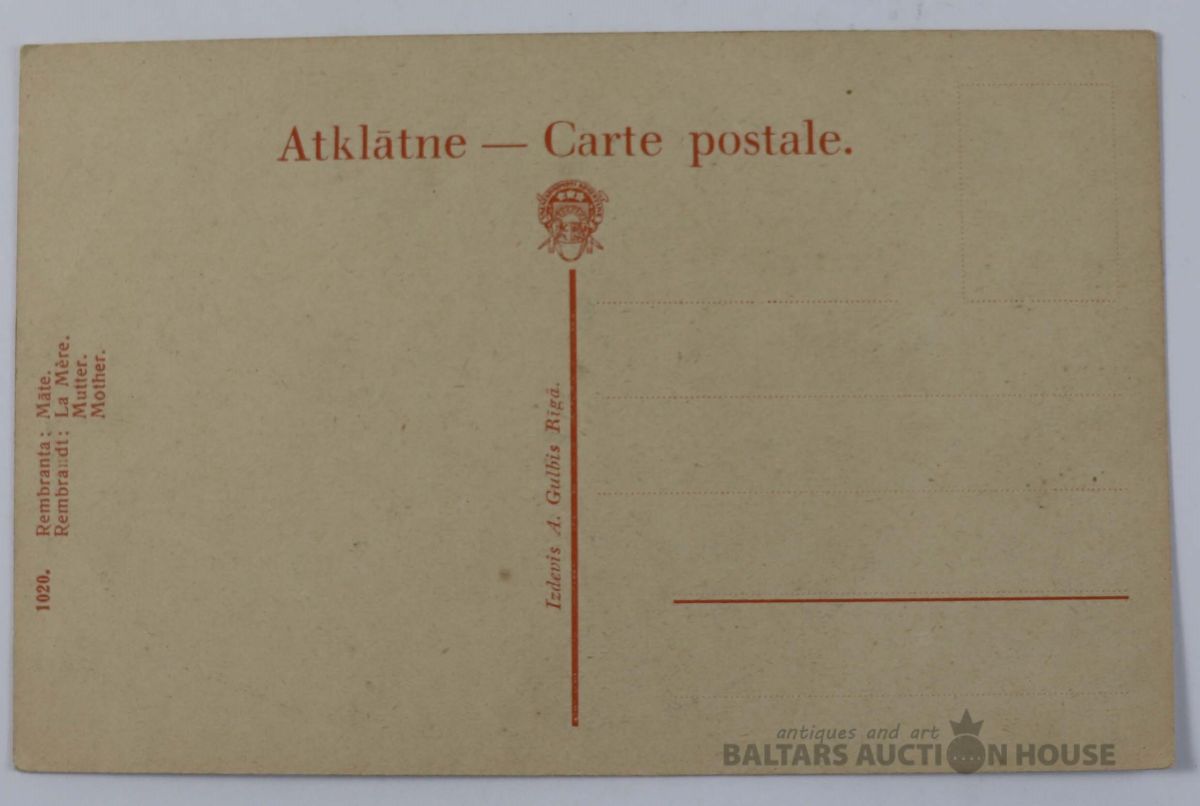 Atklātne — Carte postale.
1020. Rembranta: Māte.
Rembrandt: La Mère.
Mutter.
Mother.
Izdevis A. Gulbis Rīgā.
antiques and art
BALTARS AUCTION HOUSE